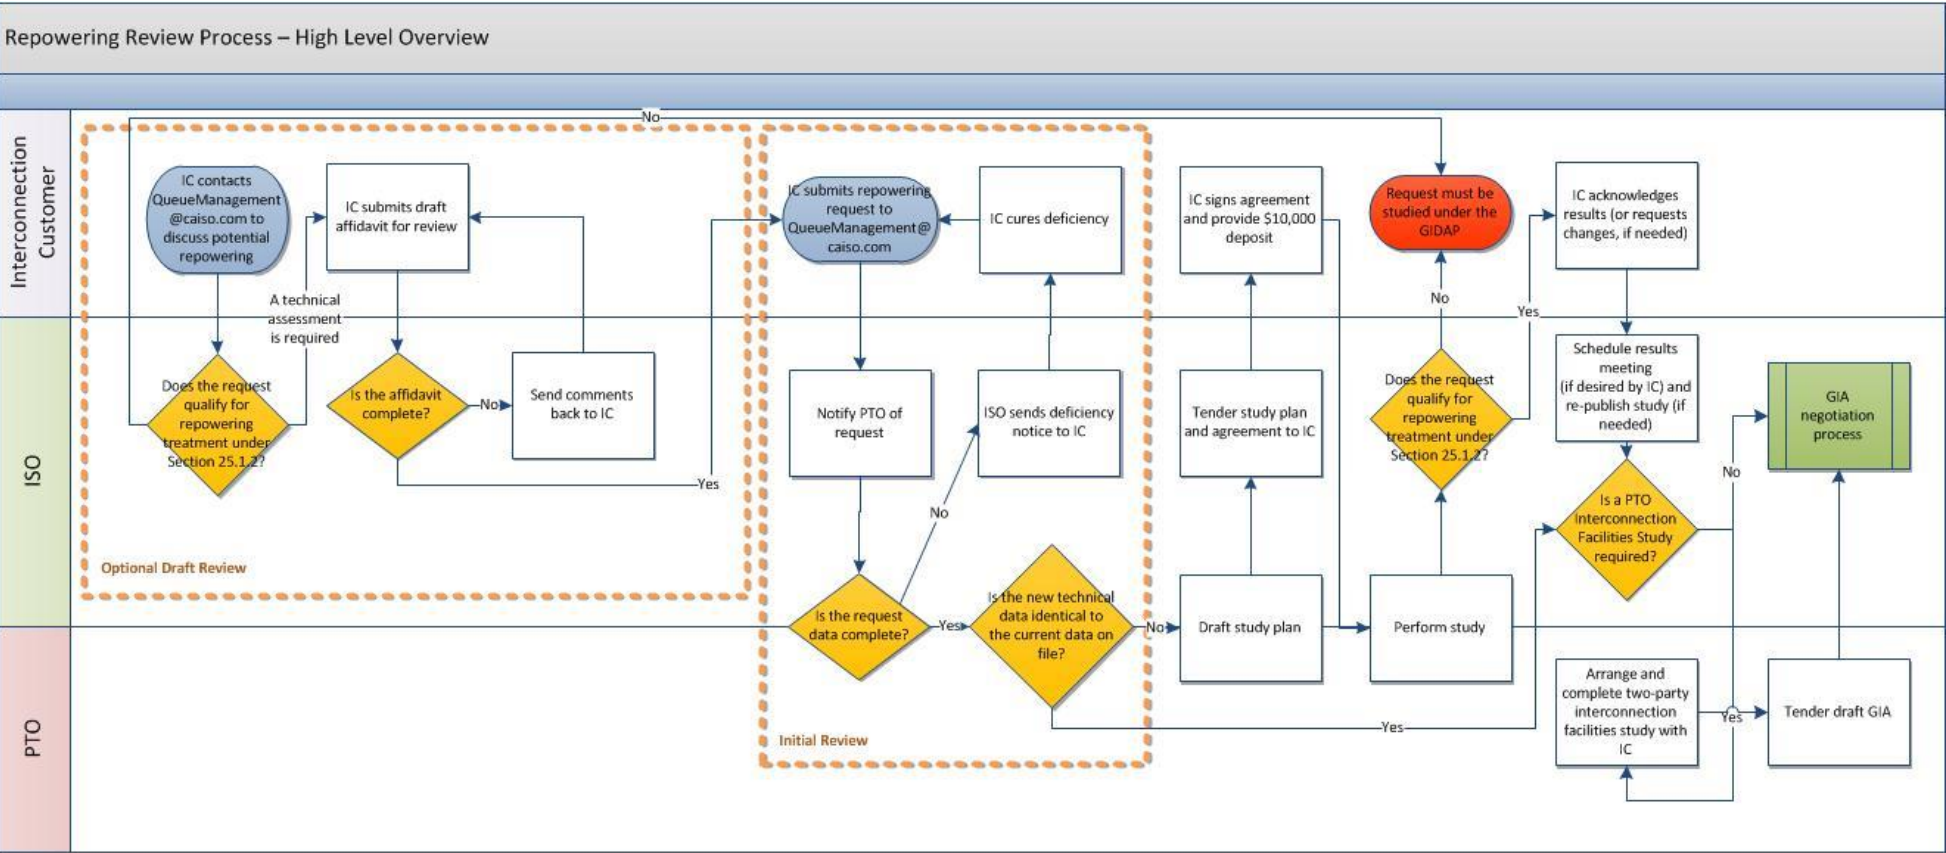 Repowering Review Process – High Level Overview
Interconnection
Customer
ISO
PTO
No
IC contacts
QueueManagement
@caiso.com to
discuss potential
repowering
IC submits draft
affidavit for review
A technical
assessment
is required
Does the request
qualify for
repowering
treatment under
Section 25.1.2?
Is the affidavit
complete?
No
Send comments
back to IC
Yes
Optional Draft Review
IC submits repowering
request to
QueueManagement@
caiso.com
IC cures deficiency
Notify PTO of
request
ISO sends deficiency
notice to IC
No
Is the request
data complete?
Yes
Is the new technical
data identical to
the current data on
file?
No
Yes
Initial Review
IC signs agreement
and provide $10,000
deposit
Tender study plan
and agreement to IC
Draft study plan
Request must be
studied under the
GIDAP
No
Does the request
qualify for
repowering
treatment under
Section 25.1.2?
Yes
Perform study
IC acknowledges
results (or requests
changes, if needed)
Schedule results
meeting
(if desired by IC) and
re-publish study (if
needed)
Is a PTO
Interconnection
Facilities Study
required?
No
Yes
Arrange and
complete two-party
interconnection
facilities study with
IC
Tender draft GIA
GIA
negotiation
process